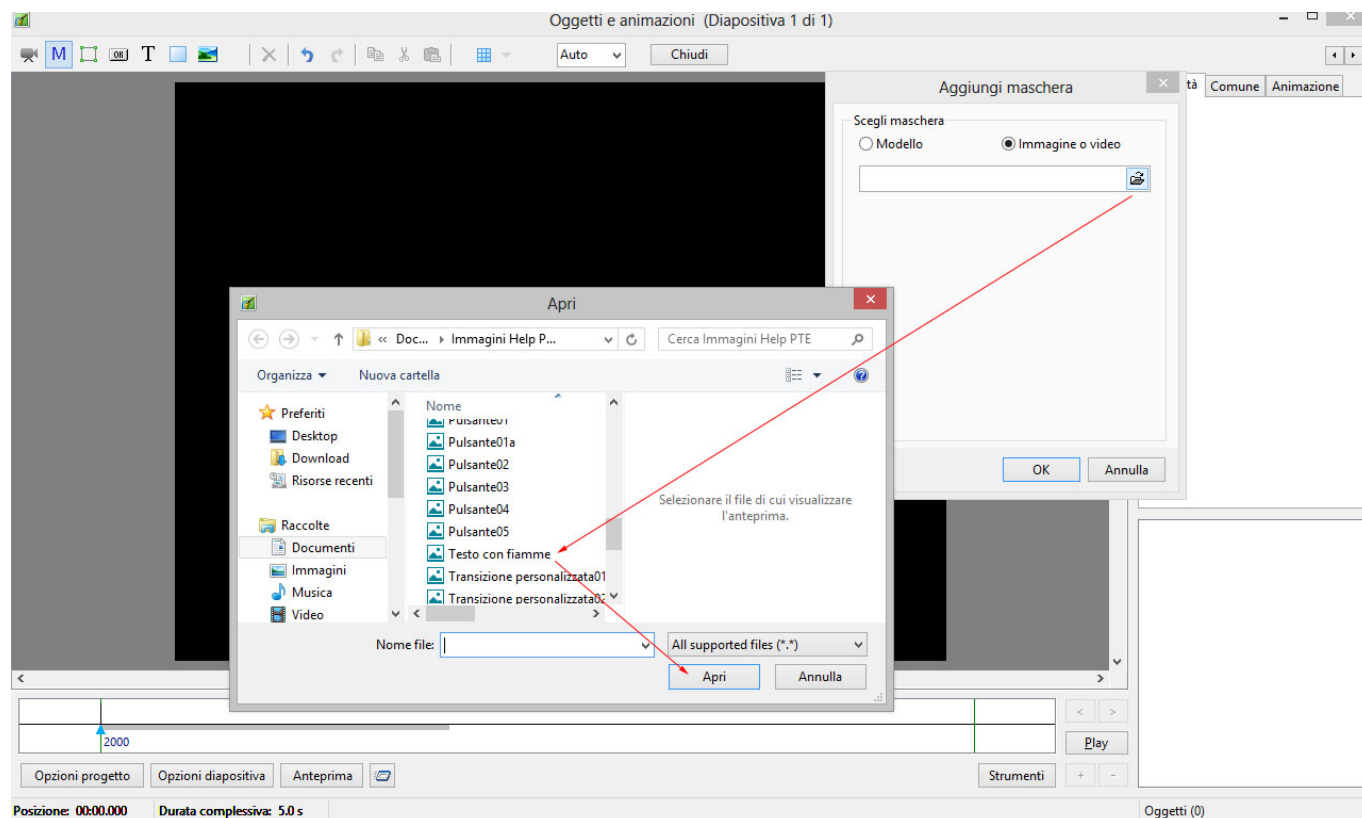 Oggetti e animazioni (Diapositiva 1 di 1)
M OK T Auto Chiudi
Aggiungi maschera
tà Comune Animazione
Scegli maschera
Modello Immagine o video
OK Annulla
Apri
« Doc... Immagini Help P... Cerca Immagini Help PTE
Organizza Nuova cartella
Preferiti
Desktop
Download
Risorse recenti
Raccolte
Documenti
Immagini
Musica
Video
Nome
Pulsante01
Pulsante01a
Pulsante02
Pulsante03
Pulsante04
Pulsante05
Testo con fiamme
Transizione personalizzata01
Transizione personalizzata02
Selezionare il file di cui visualizzare
l'anteprima.
Nome file: All supported files (*.*)
Apri Annulla
2000
Play
Opzioni progetto Opzioni diapositiva Anteprima Strumenti + -
Posizione: 00:00.000 Durata complessiva: 5.0 s Oggetti (0)